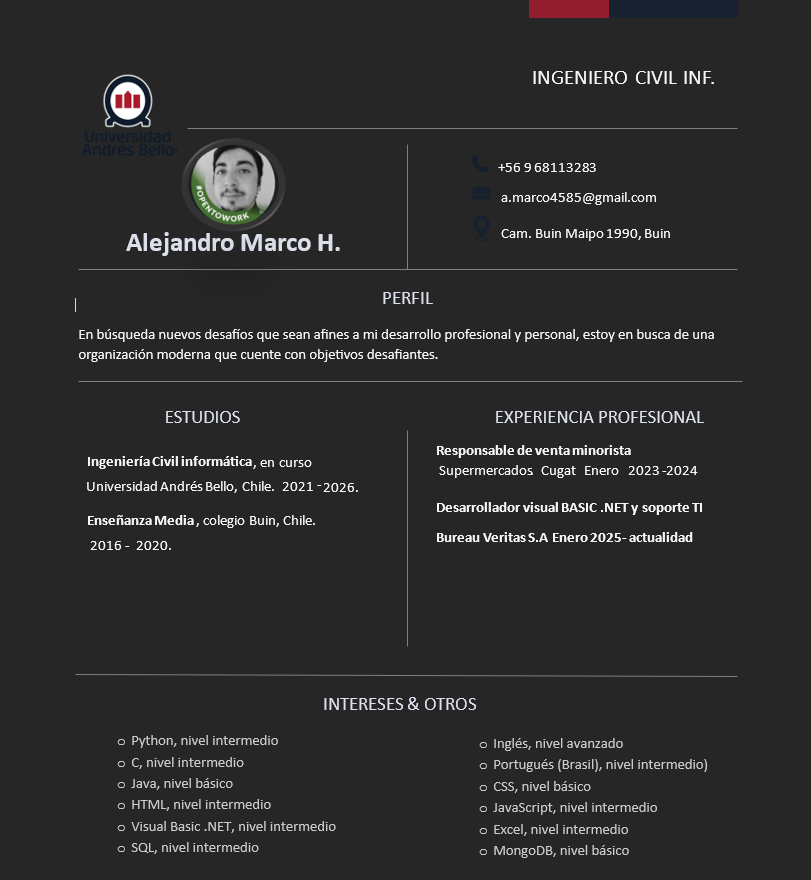 INGENIERO CIVIL INF.
Universidad
Andrés Bello
#OPENTOWORK
Alejandro Marco H.
+56 9 68113283
a.marco4585@gmail.com
Cam. Buin Maipo 1990, Buin
PERFIL
En búsqueda nuevos desafíos que sean afines a mi desarrollo profesional y personal, estoy en busca de una
organización moderna que cuente con objetivos desafiantes.
ESTUDIOS
Ingeniería Civil informática, en curso
Universidad Andrés Bello, Chile. 2021 - 2026.
Enseñanza Media , colegio Buin, Chile.
2016 - 2020.
EXPERIENCIA PROFESIONAL
Responsable de venta minorista
Supermercados Cugat Enero 2023 -2024
Desarrollador visual BASIC .NET y soporte TI
Bureau Veritas S.A Enero 2025- actualidad
INTERESES & OTROS
o Python, nivel intermedio
o C, nivel intermedio
o Java, nivel básico
o HTML, nivel intermedio
o Visual Basic .NET, nivel intermedio
o SQL, nivel intermedio
o Inglés, nivel avanzado
o Portugués (Brasil), nivel intermedio)
o CSS, nivel básico
o JavaScript, nivel intermedio
o Excel, nivel intermedio
o MongoDB, nivel básico